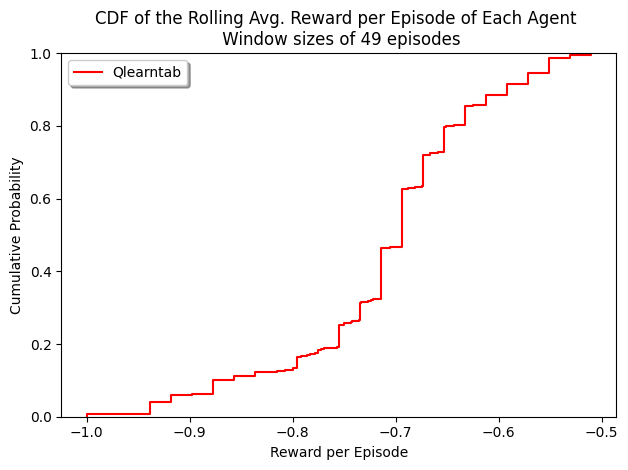 CDF of the Rolling Avg. Reward per Episode of Each Agent
Window sizes of 49 episodes
Qlearntab
1.0
0.8
0.6
0.4
0.2
0.0
Cumulative Probability
−1.0 −0.9 −0.8 −0.7 −0.6 −0.5
Reward per Episode